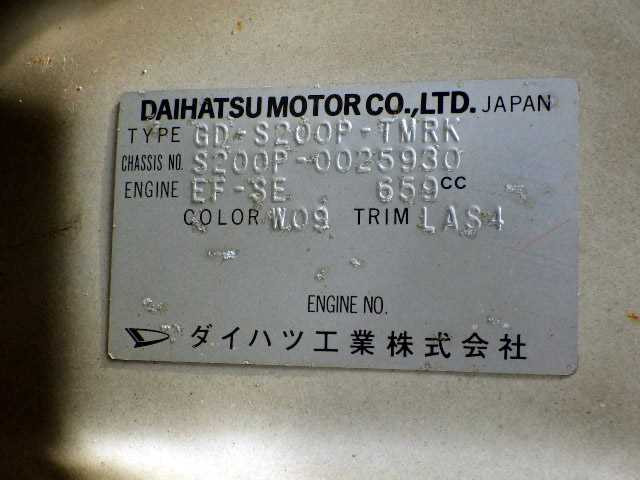 DAIHATSU MOTOR CO.,LTD. JAPAN
TYPE GD-S200P-TMRK
CHASSIS NO. S200P-0025930
ENGINE EF-SE 659cc
COLOR W09 TRIM LAS4
ENGINE NO.
ダイハツ工業株式会社